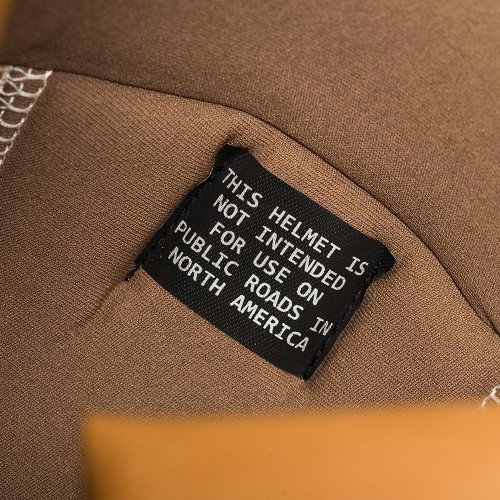 THIS HELMET IS
NOT INTENDED
FOR USE ON
PUBLIC ROADS IN
NORTH AMERICA